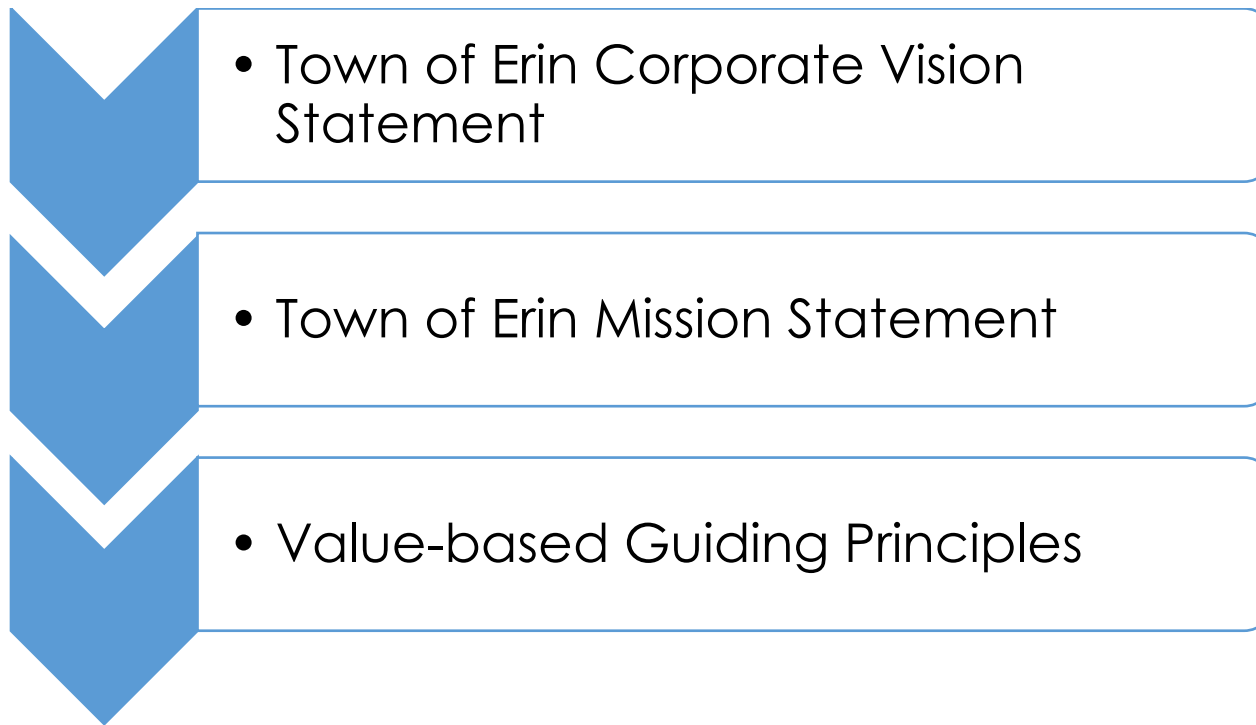 • Town of Erin Corporate Vision
Statement
• Town of Erin Mission Statement
• Value-based Guiding Principles